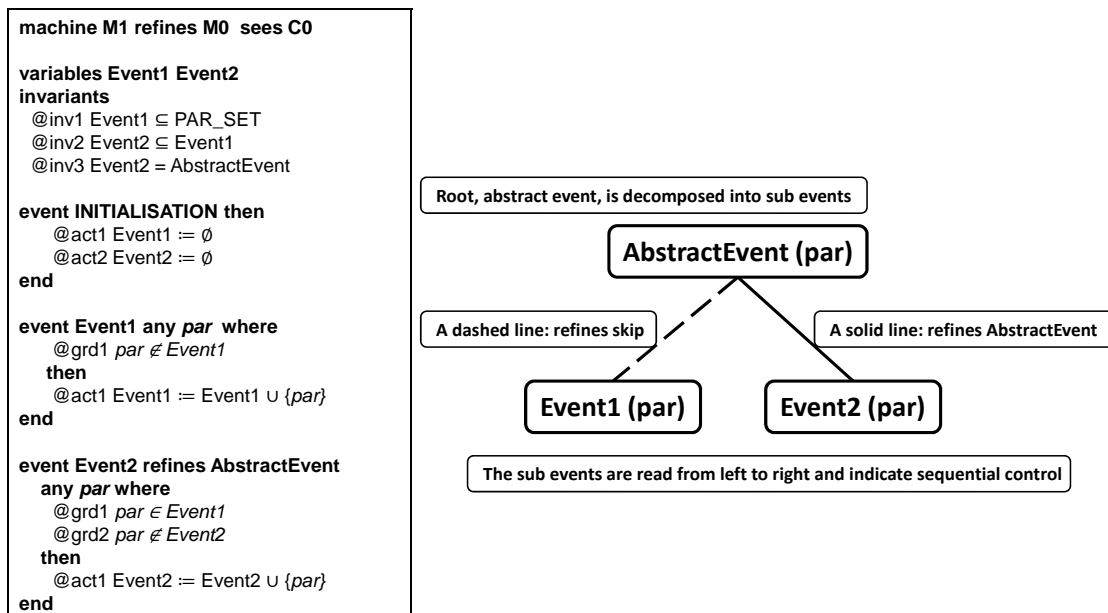 machine M1 refines M0 sees C0
variables Event1 Event2
invariants
@inv1 Event1 ⊆ PAR_SET
@inv2 Event2 ⊆ Event1
@inv3 Event2 = AbstractEvent
event INITIALISATION then
@act1 Event1 ≔ ∅
@act2 Event2 ≔ ∅
end
event Event1 any par where
@grd1 par ∉ Event1
then
@act1 Event1 ≔ Event1 ∪ {par}
end
event Event2 refines AbstractEvent
any par where
@grd1 par ∈ Event1
@grd2 par ∉ Event2
then
@act1 Event2 ≔ Event2 ∪ {par}
end
Root, abstract event, is decomposed into sub events
AbstractEvent (par)
A dashed line: refines skip
A solid line: refines AbstractEvent
Event1 (par)
Event2 (par)
The sub events are read from left to right and indicate sequential control